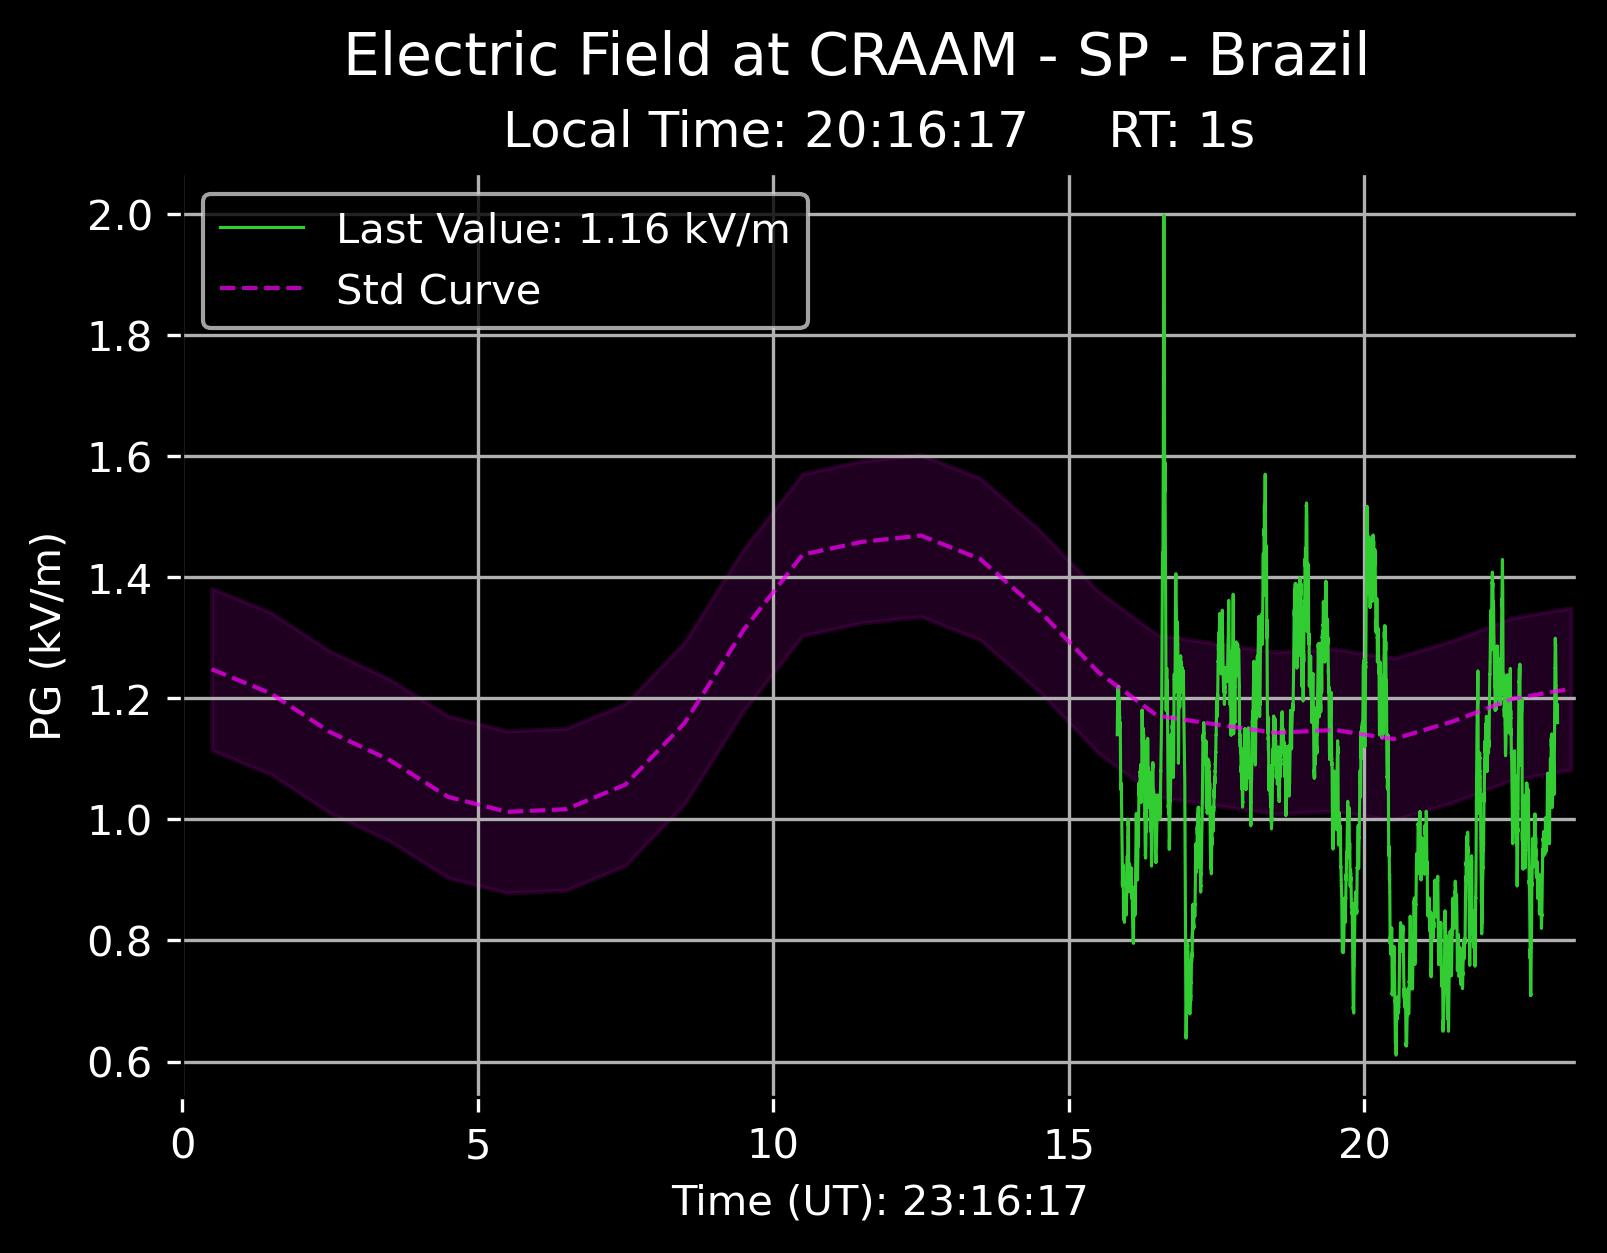 Electric Field at CRAAM - SP - Brazil
Local Time: 20:16:17 RT: 1s
Last Value: 1.16 kV/m
Std Curve
PG (kV/m)
2.0
1.8
1.6
1.4
1.2
1.0
0.8
0.6
0 5 10 15 20
Time (UT): 23:16:17